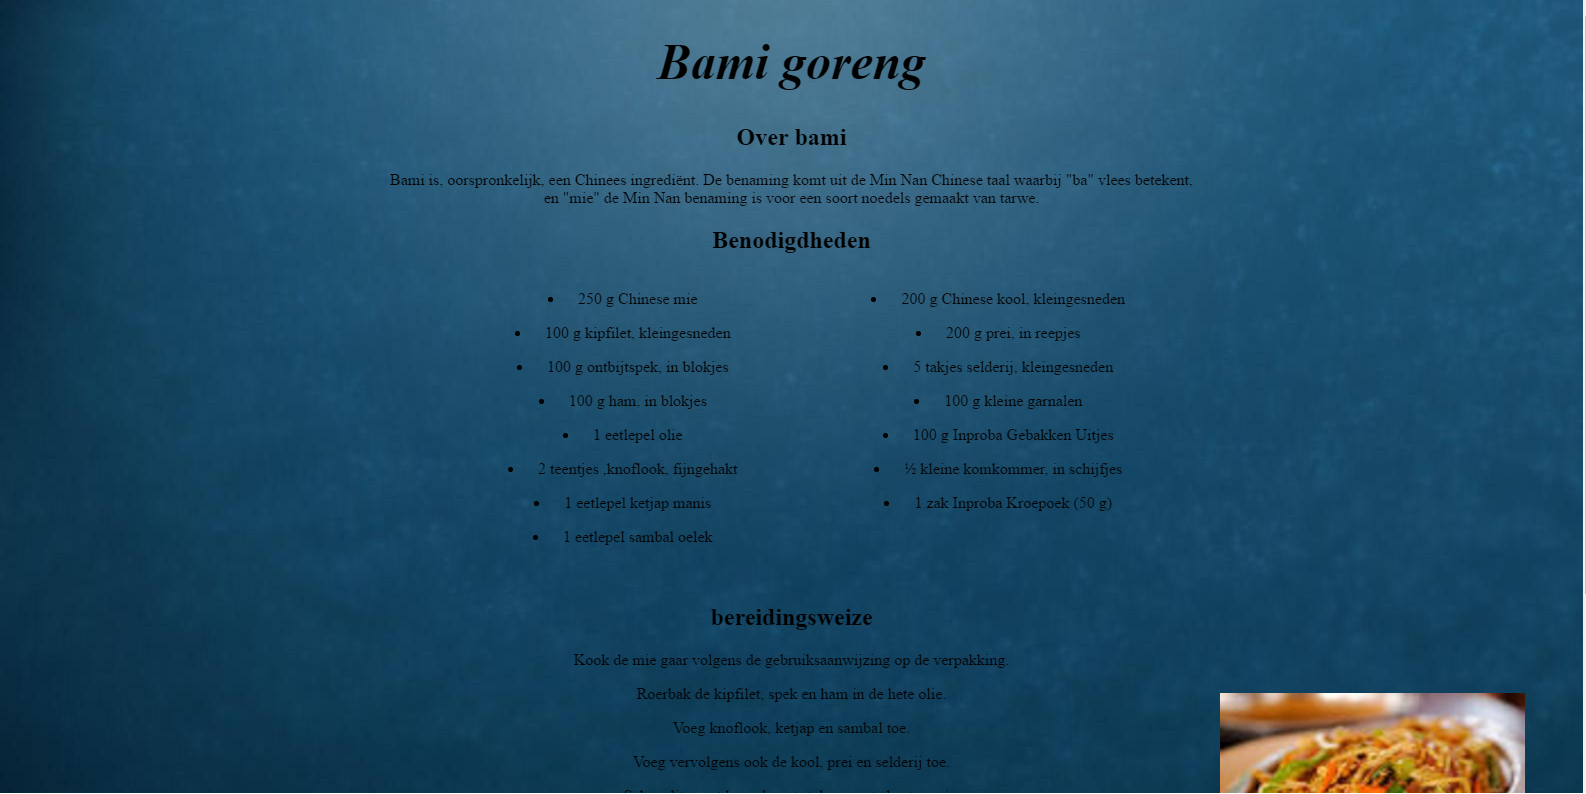 Bami goreng
Over bami
Bami is, oorspronkelijk, een Chinees ingrediënt. De benaming komt uit de Min Nan Chinese taal waarbij "ba" vlees betekent,
en "mie" de Min Nan benaming is voor een soort noedels gemaakt van tarwe.
Benodigdheden
• 250 g Chinese mie
• 100 g kipfilet, kleingesneden
• 100 g ontbijtspek, in blokjes
• 100 g ham, in blokjes
• 1 eetlepel olie
• 2 teentjes ,knoflook, fijngehakt
• 1 eetlepel ketjap manis
• 1 eetlepel sambal oelek
• 200 g Chinese kool, kleingesneden
• 200 g prei, in reepjes
• 5 takjes selderij, kleingesneden
• 100 g kleine garnalen
• 100 g Inproba Gebakken Uitjes
• ½ kleine komkommer, in schijfjes
• 1 zak Inproba Kroepoek (50 g)
bereidingsweize
Kook de mie gaar volgens de gebruiksaanwijzing op de verpakking.
Roerbak de kipfilet, spek en ham in de hete olie.
Voeg knoflook, ketjap en sambal toe.
Voeg vervolgens ook de kool, prei en selderij toe.